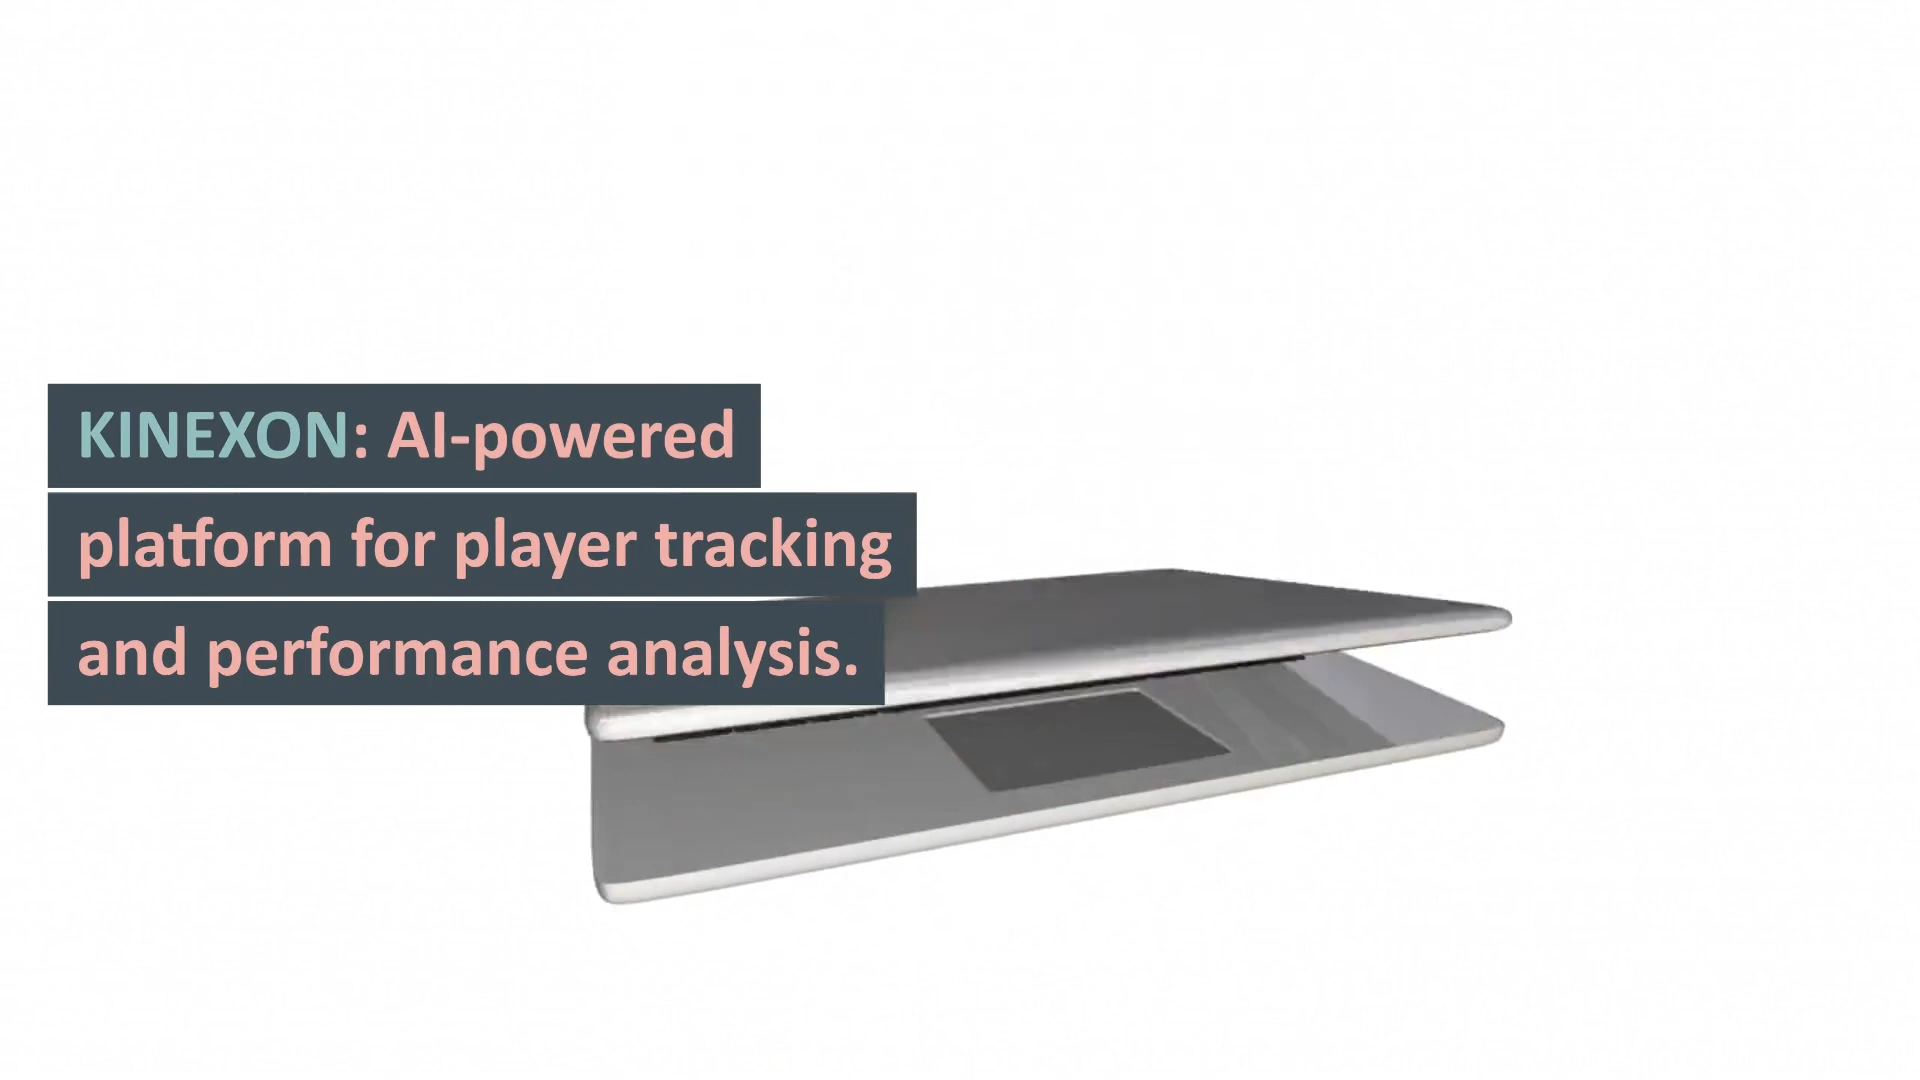 KINEXON: AI-powered
platform for player tracking
and performance analysis.